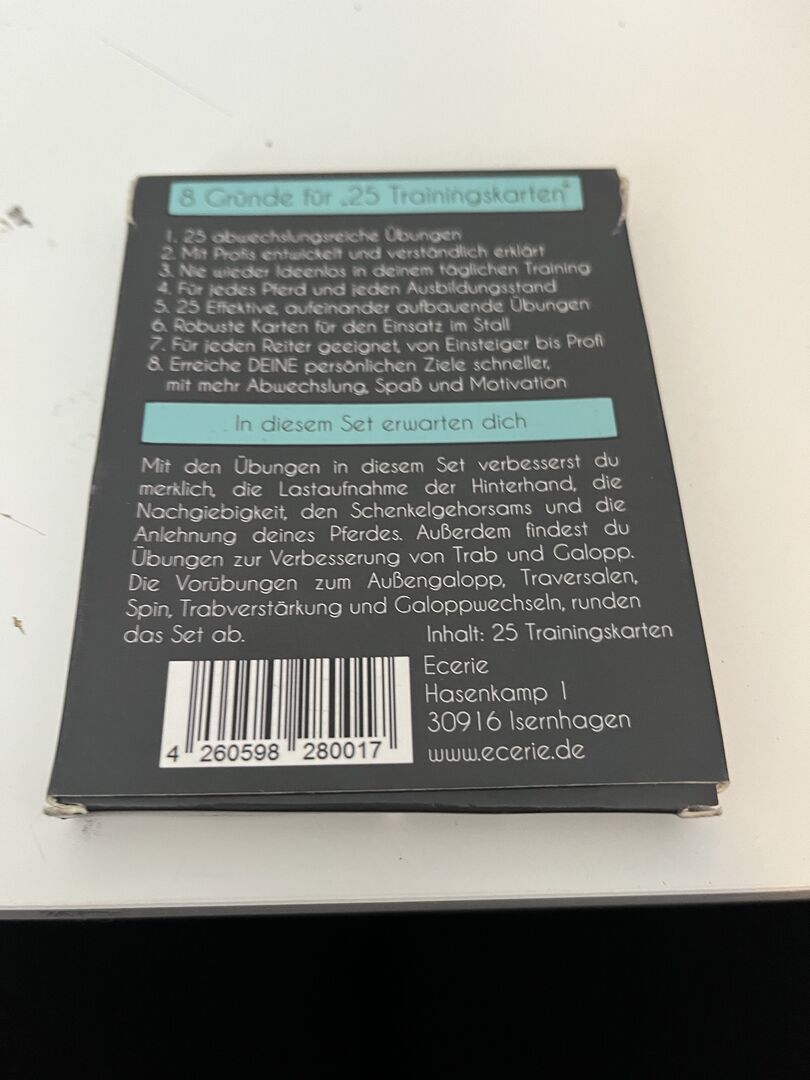 8 Gründe für „25 Trainingskarten“
1. 25 abwechslungsreiche Übungen
2. Mit Profis entwickelt und verständlich erklärt
3. Nie wieder Ideenlos in deinem täglichen Training
4. Für jedes Pferd und jeden Ausbildungsstand
5. 25 Effektive, aufeinander aufbauende Übungen
6. Robuste Karten für den Einsatz im Stall
7. Für jeden Reiter geeignet, von Einsteiger bis Profi
8. Erreiche DEINE persönlichen Ziele schneller,
mit mehr Abwechslung, Spaß und Motivation
In diesem Set erwarten dich
Mit den Übungen in diesem Set verbesserst du
merklich, die Lastaufnahme der Hinterhand, die
Nachgiebigkeit, den Schenkelgehorsams und die
Anlehnung deines Pferdes. Außerdem findest du
Übungen zur Verbesserung von Trab und Galopp.
Die Vorübungen zum Außengalopp, Traversalen,
Spin, Trabverstärkung und Galoppwechseln, runden
das Set ab.
Inhalt: 25 Trainingskarten
Ecerie
Hasenkamp 1
30916 Isernhagen
www.ecerie.de
4 260598 280017